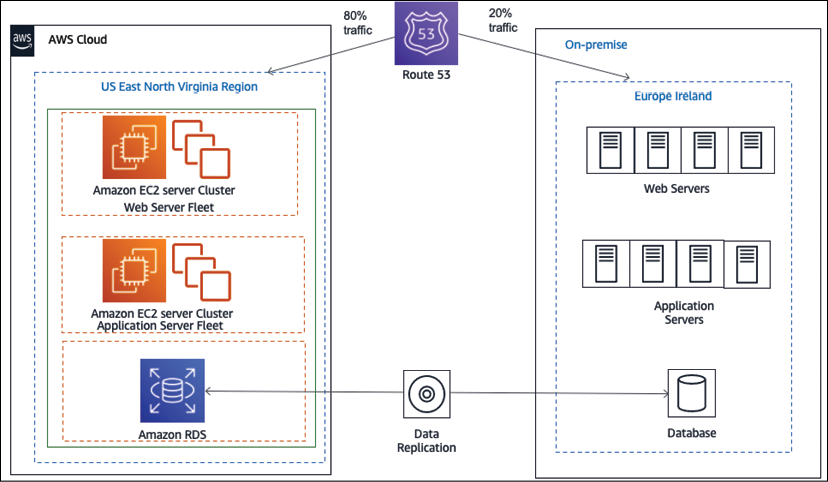 80%
traffic
20%
traffic
53
Route 53
aws
AWS Cloud
US East North Virginia Region
Amazon EC2 server Cluster
Web Server Fleet
Amazon EC2 server Cluster
Application Server Fleet
Amazon RDS
Data
Replication
On-premise
Europe Ireland
Web Servers
Application
Servers
Database